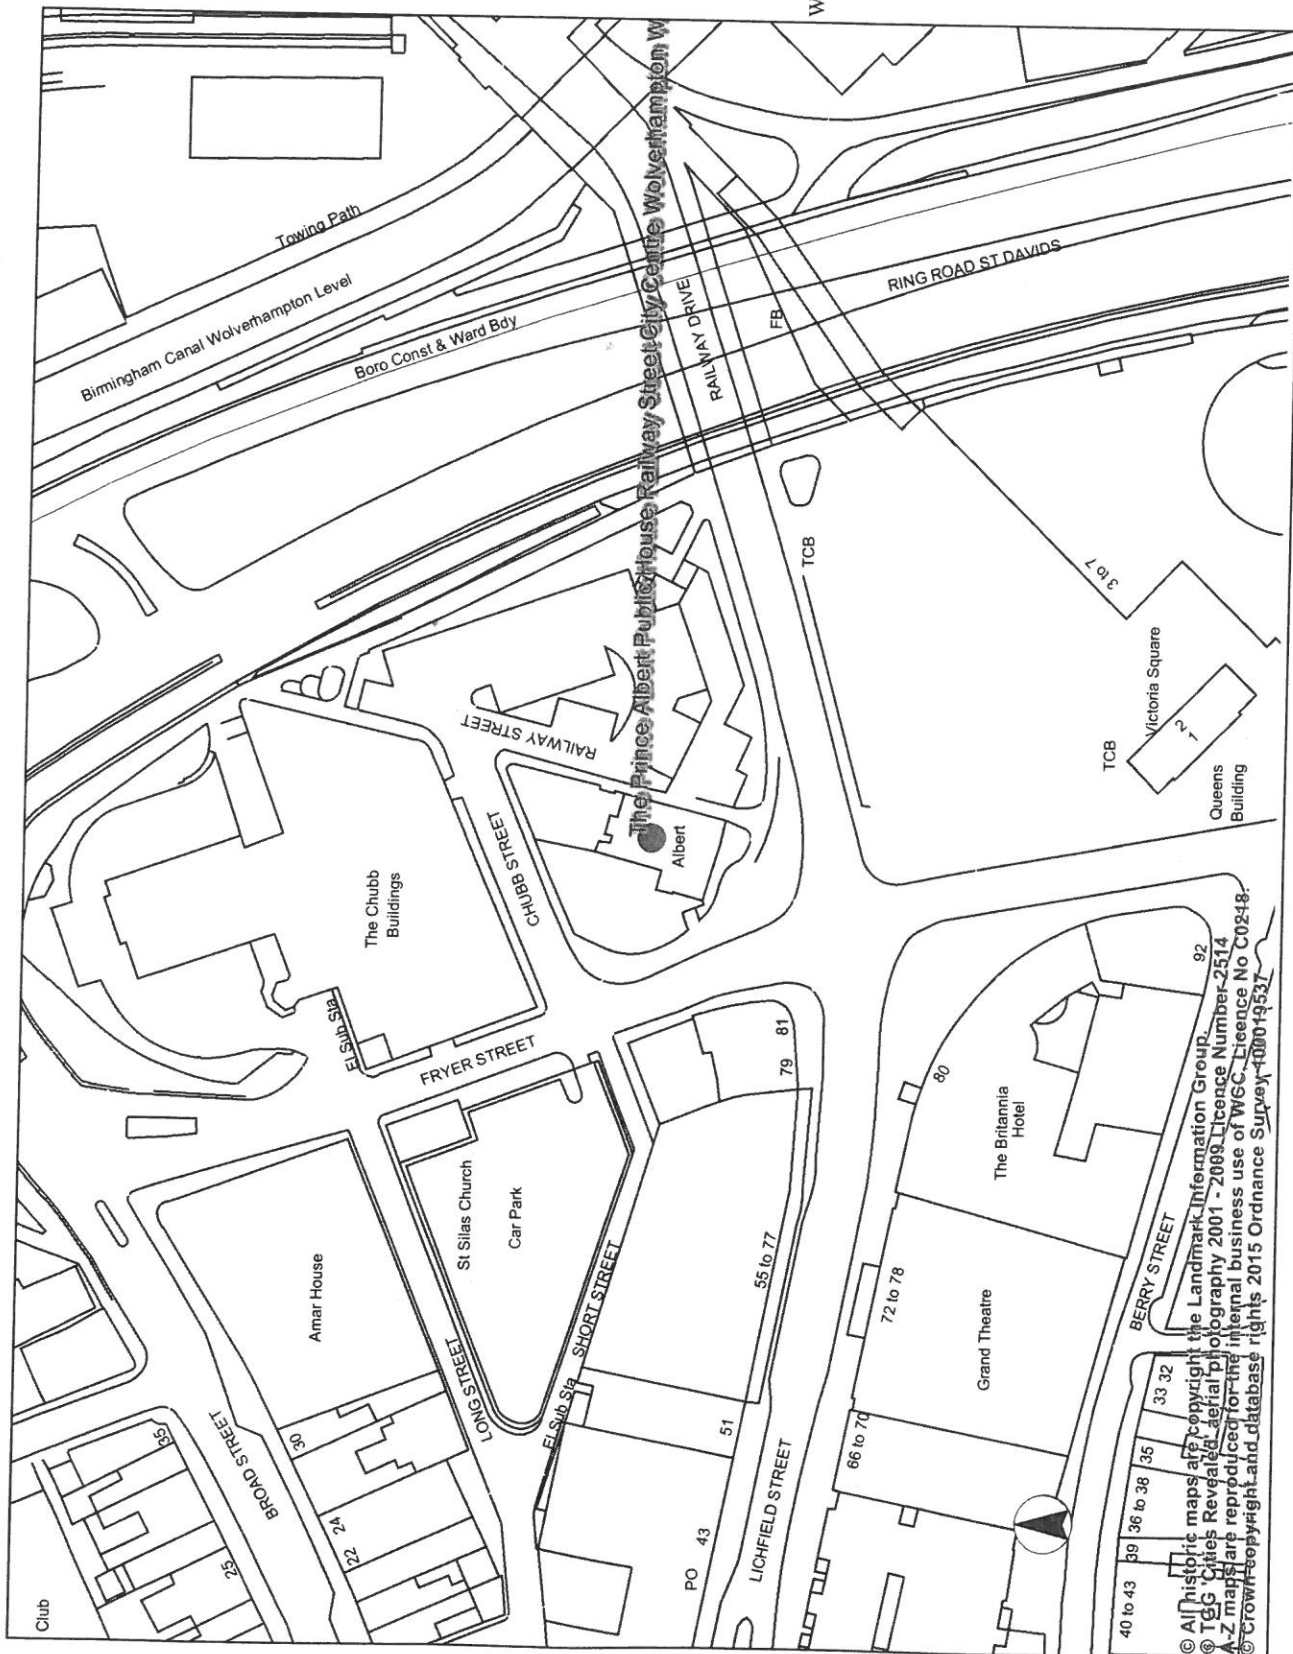 Club
Towing Path
Birmingham Canal Wolverhampton Level
Boro Const & Ward Bdy
RAILWAY DRIVE
FB
RING ROAD ST DAVIDS
The Prince Albert Public House Railway Street City Centre Wolverhampton W
W
RAILWAY STREET
CHUBB STREET
Albert
The Chubb
Buildings
El Sub Sta
FRYER STREET
TCB
3 to 7
Victoria Square
TCB
2
1
Queens
Building
Amar House
St Silas Church
Car Park
LONG STREET
SHORT STREET
El Sub Sta
BROAD STREET
35
25
30
24
22
81
79
55 to 77
51
43
PO
LICHFIELD STREET
80
92
The Britannia
Hotel
72 to 78
Grand Theatre
66 to 70
BERRY STREET
33 32
35
36 to 38
39
40 to 43
© All historic maps are copyright the Landmark Information Group.
© TGG 'Cities Revealed' aerial photography 2001 - 2009 Licence Number 2514
A-Z maps are reproduced for the internal business use of WCC, Licence No C0248.
© Crown copyright and database rights 2015 Ordnance Survey 100019537